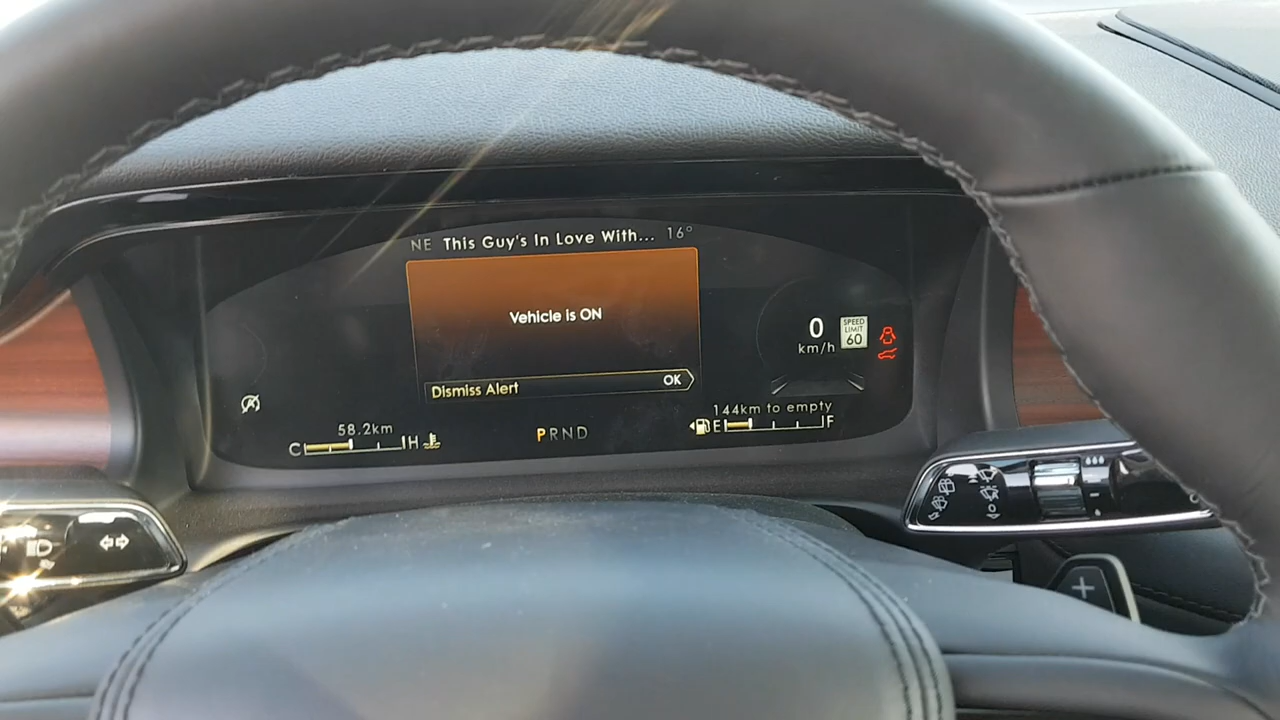 NE This Guy's In Love With... 16°
Vehicle is ON
Dismiss Alert OK
0
km/h
SPEED
LIMIT
60
58.2km
C H
PRND
144km to empty
E F